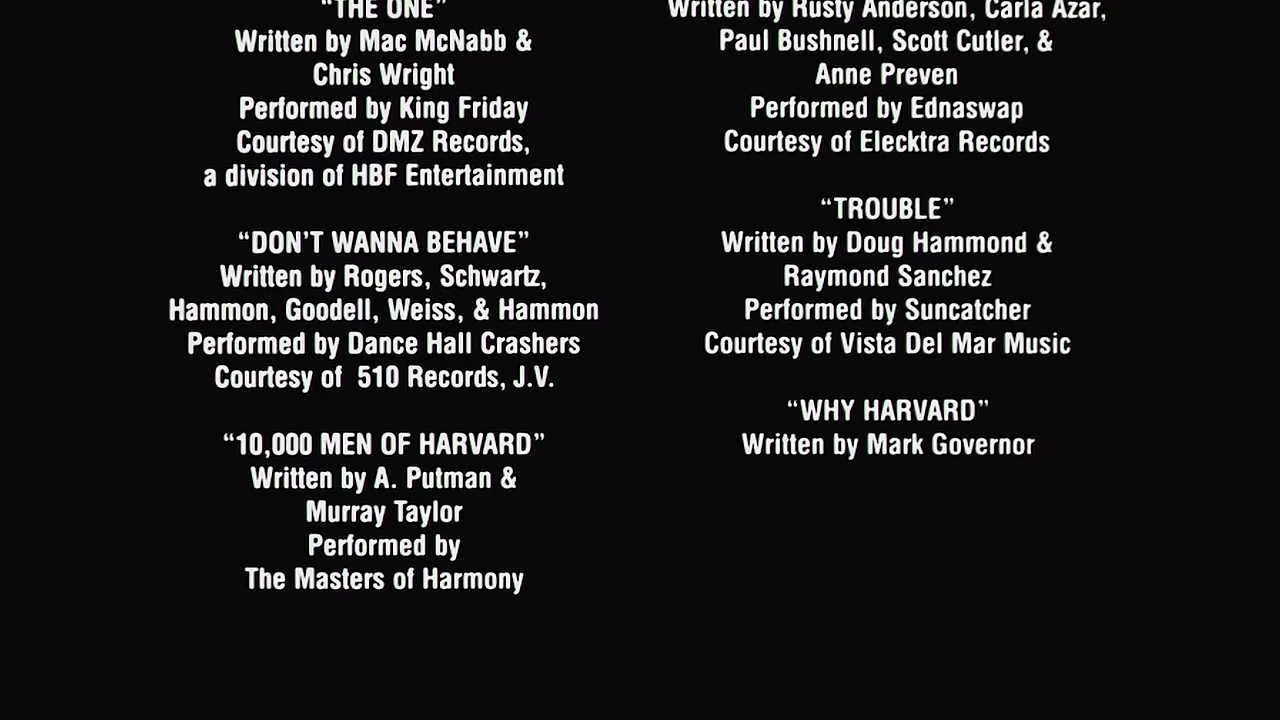 “THE ONE”
Written by Mac McNabb &
Chris Wright
Performed by King Friday
Courtesy of DMZ Records,
a division of HBF Entertainment
“DON’T WANNA BEHAVE”
Written by Rogers, Schwartz,
Hammon, Goodell, Weiss, & Hammon
Performed by Dance Hall Crashers
Courtesy of 510 Records, J.V.
“10,000 MEN OF HARVARD”
Written by A. Putman &
Murray Taylor
Performed by
The Masters of Harmony
Written by Rusty Anderson, Carla Azar,
Paul Bushnell, Scott Cutler, &
Anne Preven
Performed by Ednaswap
Courtesy of Elecktra Records
“TROUBLE”
Written by Doug Hammond &
Raymond Sanchez
Performed by Suncatcher
Courtesy of Vista Del Mar Music
“WHY HARVARD”
Written by Mark Governor